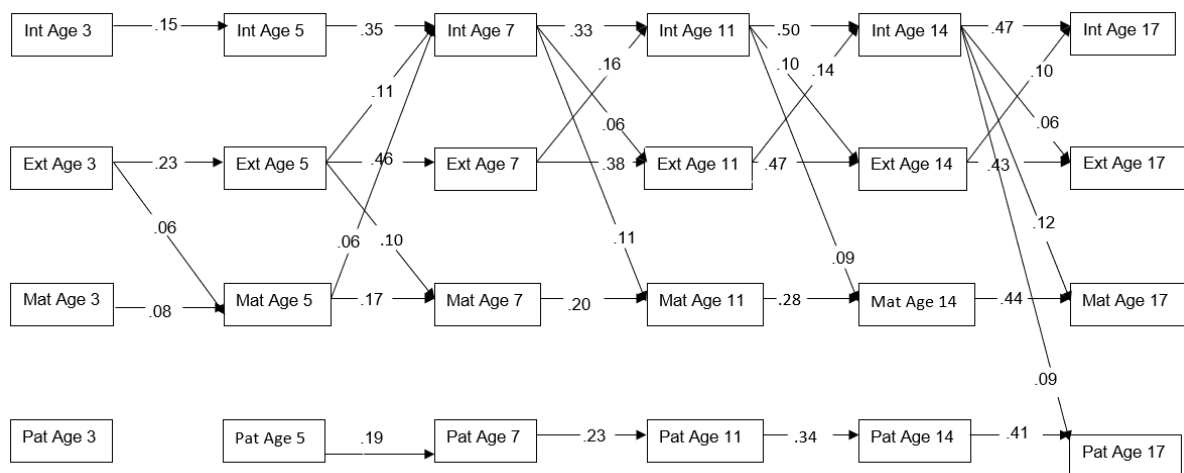 Int Age 3 .15 Int Age 5 .35 Int Age 7 .33 Int Age 11 .50 Int Age 14 .47 Int Age 17
.16 .10 .14 .10
.11 .06 .06
Ext Age 3 .23 Ext Age 5 .46 Ext Age 7 .38 Ext Age 11 .47 Ext Age 14 .43 Ext Age 17
.06 .06 .10 .11 .09 .12
Mat Age 3 .08 Mat Age 5 .17 Mat Age 7 .20 Mat Age 11 .28 Mat Age 14 .44 Mat Age 17
.09
Pat Age 3 Pat Age 5 .19 Pat Age 7 .23 Pat Age 11 .34 Pat Age 14 .41 Pat Age 17